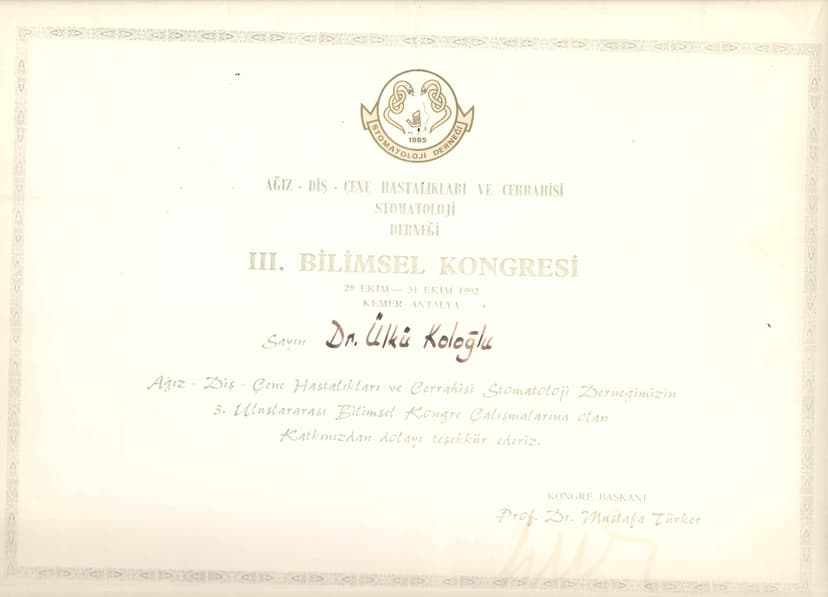 1985
STOMATOLOJİ DERNEĞİ
AĞIZ - DİŞ - ÇENE HASTALIKLARI VE CERRAHİSİ
STOMATOLOJİ
DERNEĞİ
III. BİLİMSEL KONGRESİ
28 EKİM — 31 EKİM 1992
KEMER - ANTALYA
Sayın Dr. Ülkü Koloğlu
Ağız - Diş - Çene Hastalıkları ve Cerrahisi Stomatoloji Derneğimizin
3. Uluslararası Bilimsel Kongre Çalışmalarına olan
Katkınızdan dolayı teşekkür ederiz.
KONGRE BAŞKANI
Prof. Dr. Mustafa Türker